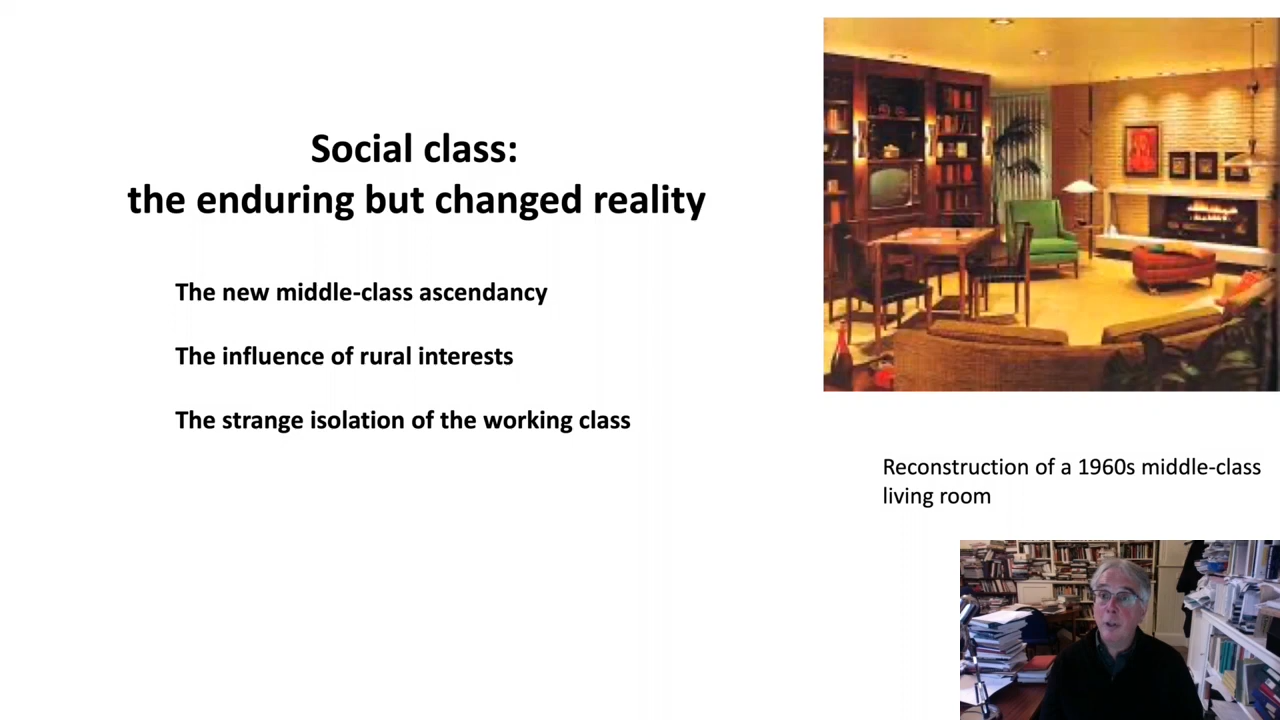 Social class:
the enduring but changed reality
The new middle-class ascendancy
The influence of rural interests
The strange isolation of the working class
Reconstruction of a 1960s middle-class
living room